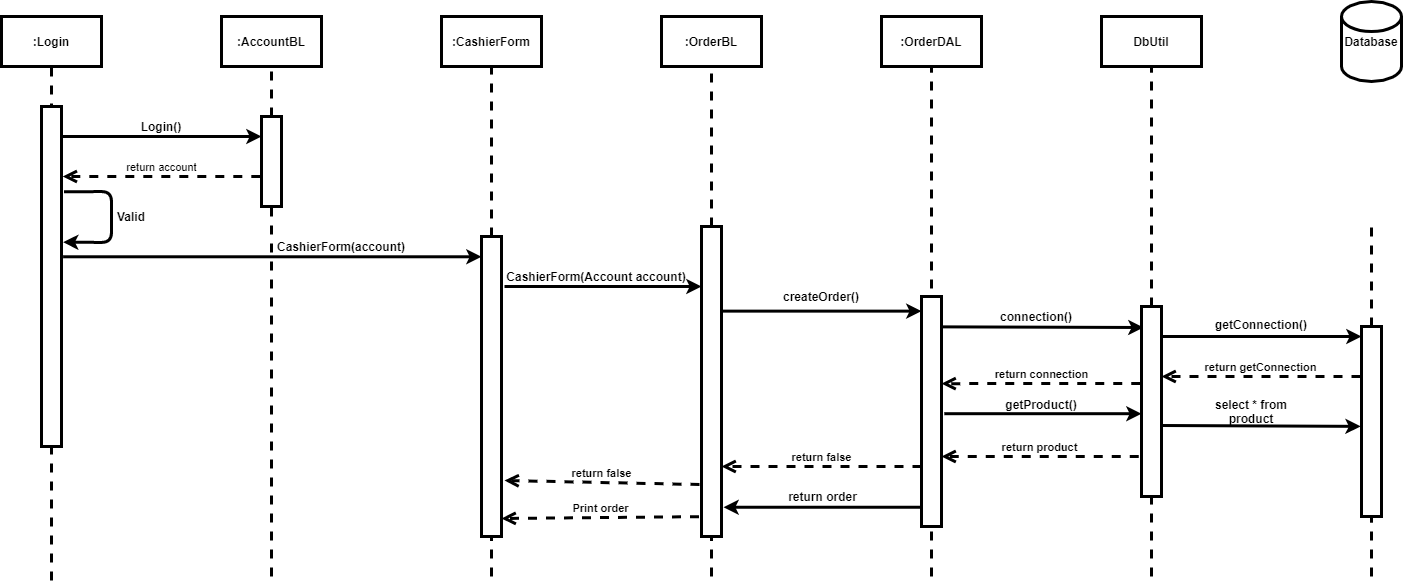 :Login
:AccountBL
:CashierForm
:OrderBL
:OrderDAL
DbUtil
Database
Login()
return account
Valid
CashierForm(account)
CashierForm(Account account)
createOrder()
connection()
getConnection()
return getConnection
return connection
getProduct()
select * from
product
return product
return false
return false
return order
Print order